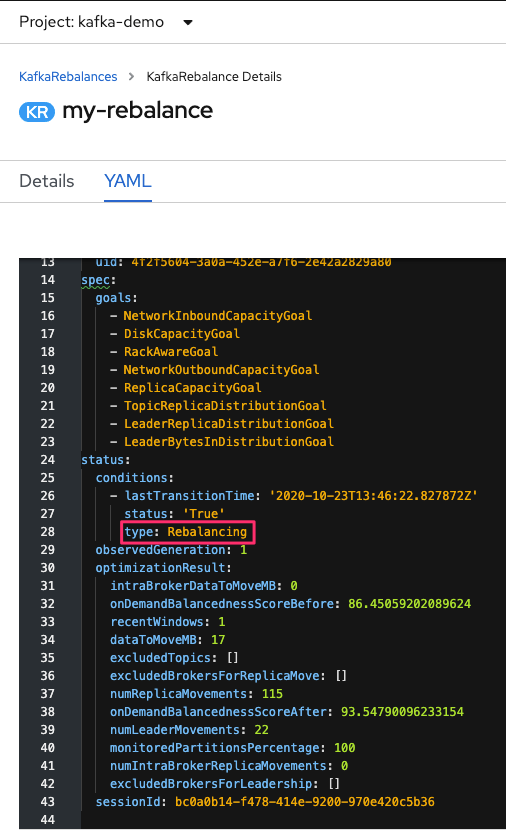 Project: kafka-demo
KafkaRebalances > KafkaRebalance Details
KR my-rebalance
Details YAML
13 uid: 4f2f5604-3a0a-452e-a7f6-2e42a2829a80
14 spec:
15 goals:
16 - NetworkInboundCapacityGoal
17 - DiskCapacityGoal
18 - RackAwareGoal
19 - NetworkOutboundCapacityGoal
20 - ReplicaCapacityGoal
21 - TopicReplicaDistributionGoal
22 - LeaderReplicaDistributionGoal
23 - LeaderBytesInDistributionGoal
24 status:
25 conditions:
26 - lastTransitionTime: '2020-10-23T13:46:22.827872Z'
27 status: 'True'
28 type: Rebalancing
29 observedGeneration: 1
30 optimizationResult:
31 intraBrokerDataToMoveMB: 0
32 onDemandBalancednessScoreBefore: 86.45059202089624
33 recentWindows: 1
34 dataToMoveMB: 17
35 excludedTopics: []
36 excludedBrokersForReplicaMove: []
37 numReplicaMovements: 115
38 onDemandBalancednessScoreAfter: 93.54790096233154
39 numLeaderMovements: 22
40 monitoredPartitionsPercentage: 100
41 numIntraBrokerReplicaMovements: 0
42 excludedBrokersForLeadership: []
43 sessionId: bc0a0b14-f478-414e-9200-970e420c5b36
44